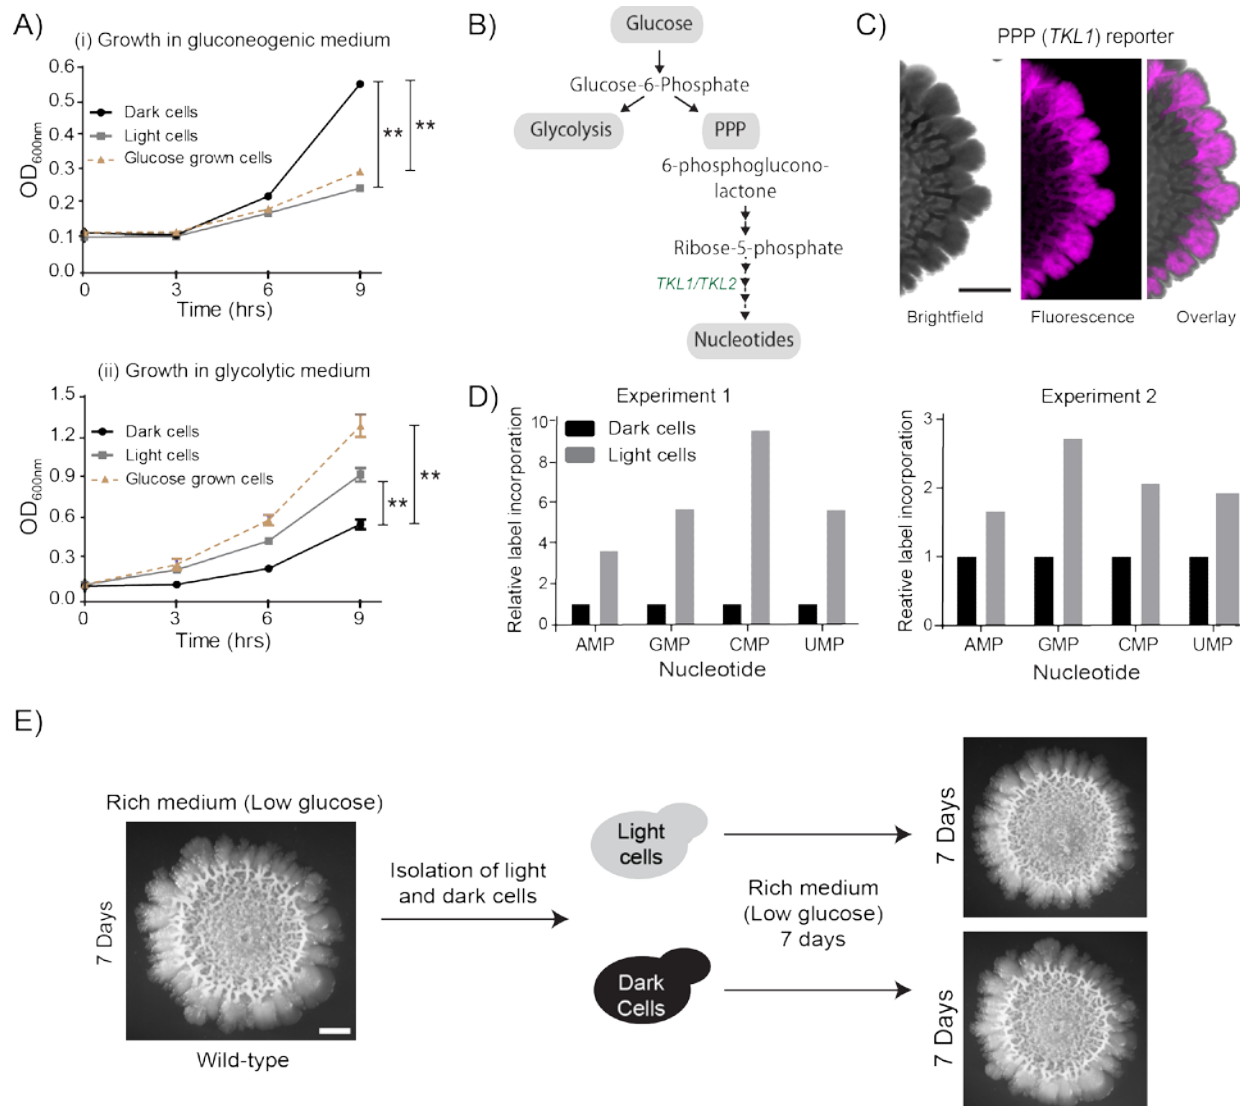 A)
(i) Growth in gluconeogenic medium
0.6
0.5
0.4
0.3
0.2
0.1
0.0
OD600nm
Dark cells
Light cells
Glucose grown cells
**
**
0
3
6
9
Time (hrs)
(ii) Growth in glycolytic medium
1.5
1.2
0.9
0.6
0.3
0.0
OD600nm
Dark cells
Light cells
Glucose grown cells
**
**
0
3
6
9
Time (hrs)
B)
Glucose
Glucose-6-Phosphate
Glycolysis
PPP
6-phosphoglucono-
lactone
Ribose-5-phosphate
TKL1/TKL2
Nucleotides
C)
PPP (TKL1) reporter
Brightfield
Fluorescence
Overlay
D)
Experiment 1
Relative label incorporation
10
8
6
4
2
0
Dark cells
Light cells
AMP
GMP
CMP
UMP
Nucleotide
Experiment 2
Reative label incorporation
3
2
1
0
AMP
GMP
CMP
UMP
Nucleotide
E)
Rich medium (Low glucose)
7 Days
Wild-type
Isolation of light
and dark cells
Light
cells
Dark
Cells
Rich medium
(Low glucose)
7 days
7 Days
7 Days